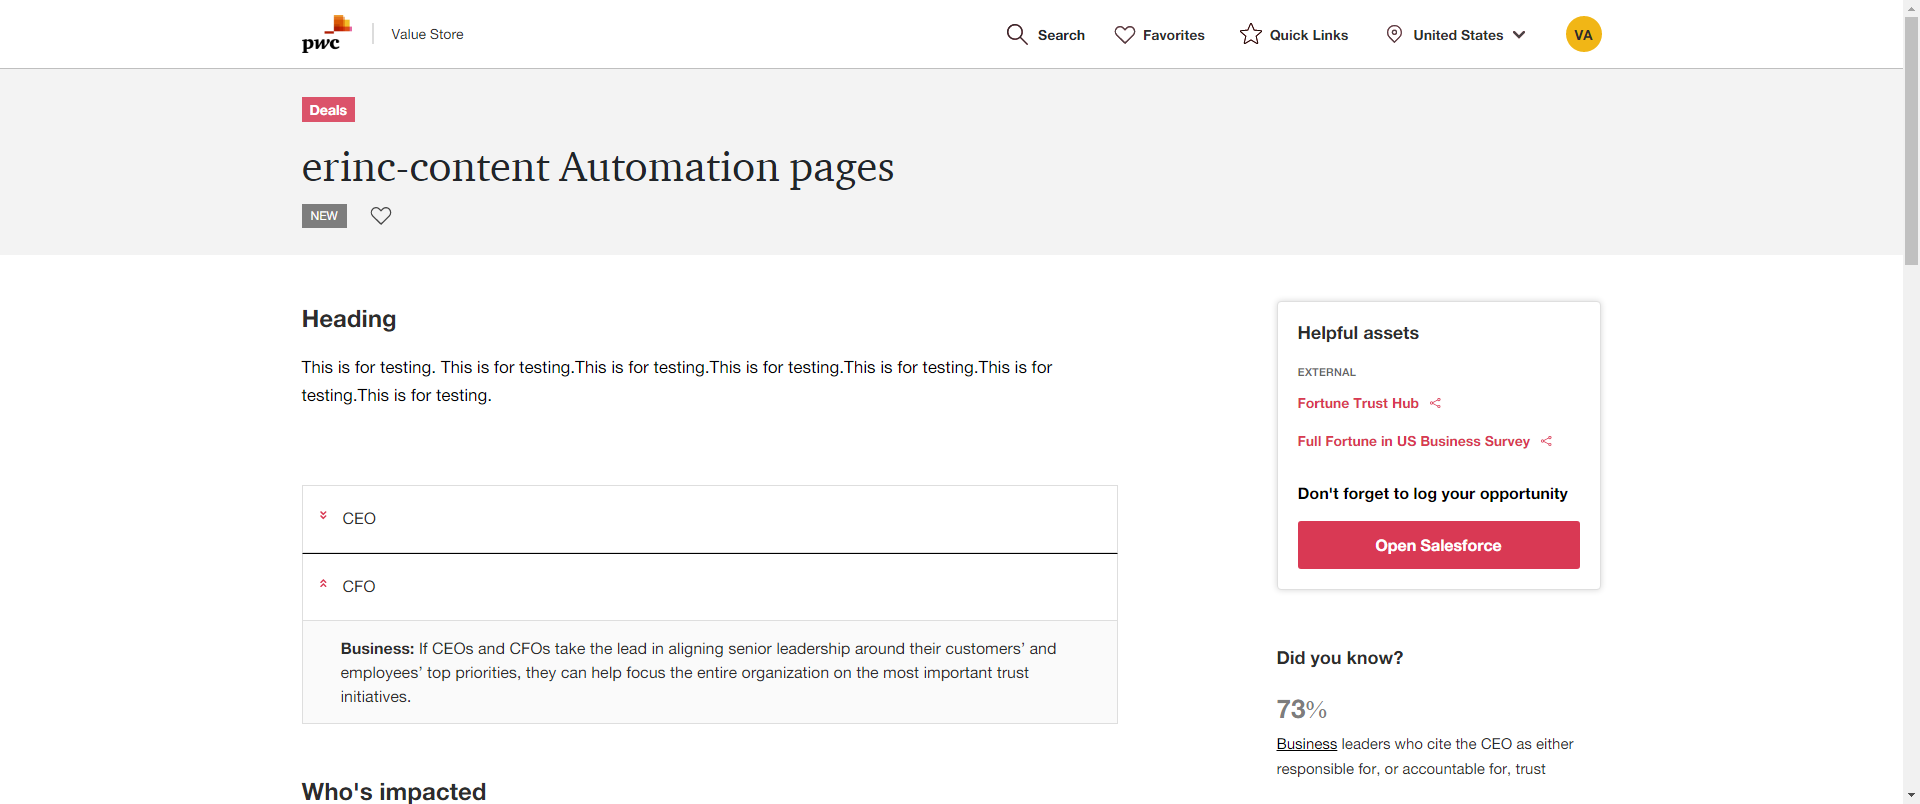 pwc
Value Store
Search
Favorites
Quick Links
United States
VA
Deals
erinc-content Automation pages
NEW
Heading
This is for testing. This is for testing.This is for testing.This is for testing.This is for testing.This is for
testing.This is for testing.
CEO
CFO
Business: If CEOs and CFOs take the lead in aligning senior leadership around their customers’ and
employees’ top priorities, they can help focus the entire organization on the most important trust
initiatives.
Who's impacted
Helpful assets
EXTERNAL
Fortune Trust Hub
Full Fortune in US Business Survey
Don't forget to log your opportunity
Open Salesforce
Did you know?
73%
Business leaders who cite the CEO as either
responsible for, or accountable for, trust